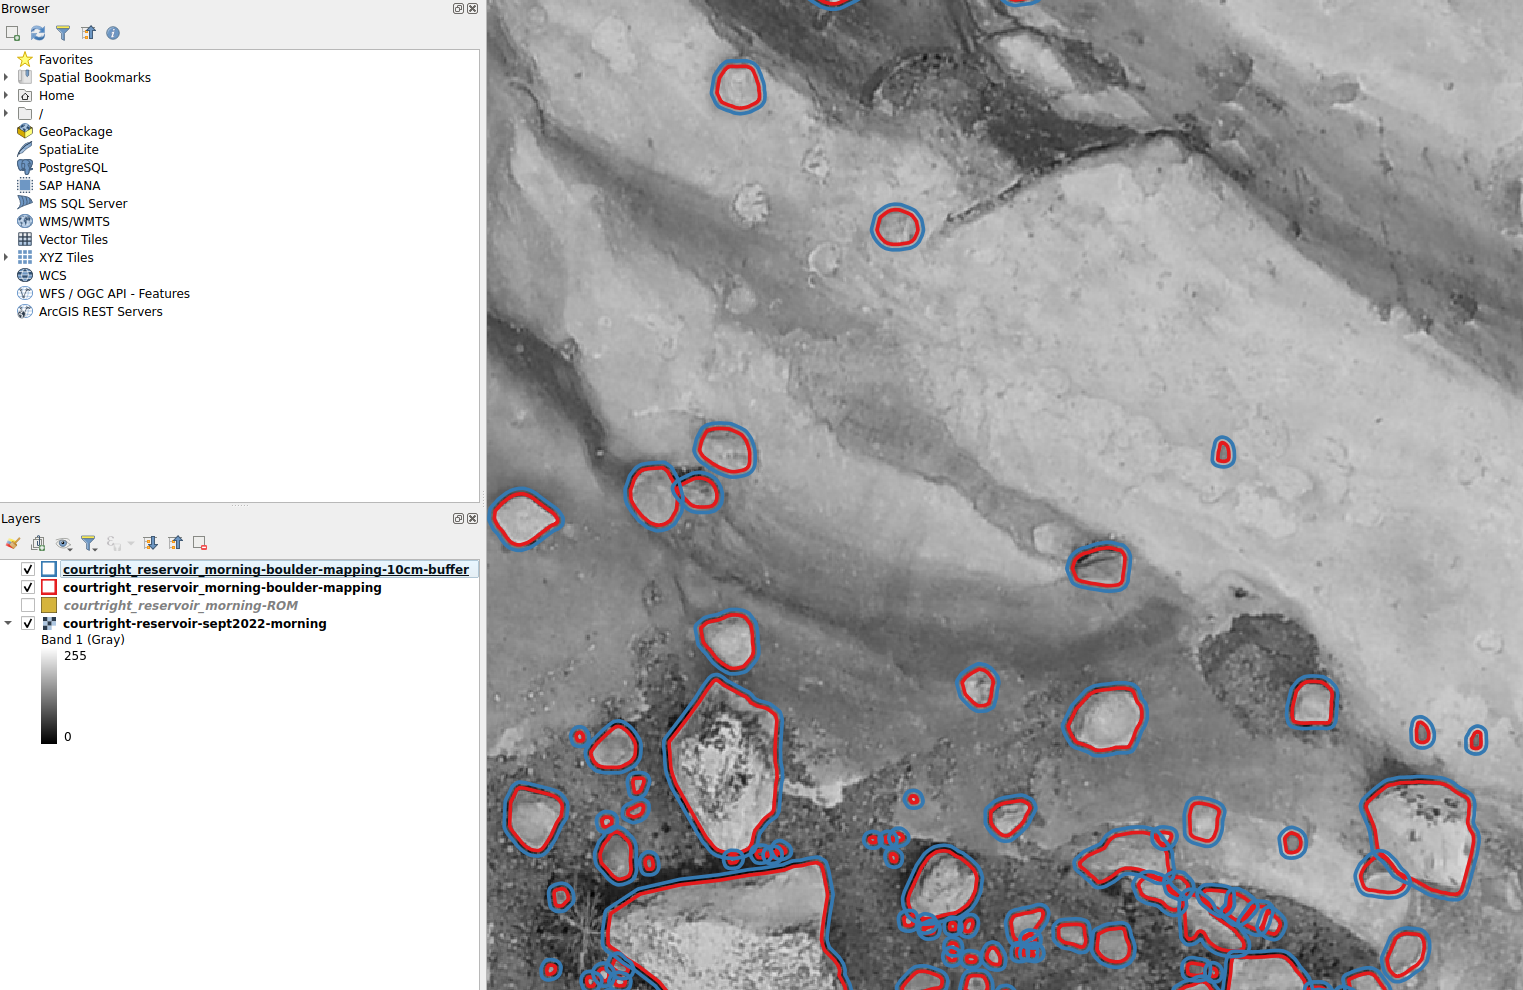 Browser
Favorites
Spatial Bookmarks
Home
/
GeoPackage
SpatiaLite
PostgreSQL
SAP HANA
MS SQL Server
WMS/WMTS
Vector Tiles
XYZ Tiles
WCS
WFS / OGC API - Features
ArcGIS REST Servers
Layers
courtright_reservoir_morning-boulder-mapping-10cm-buffer
courtright_reservoir_morning-boulder-mapping
courtright_reservoir_morning-ROM
courtright-reservoir-sept2022-morning
Band 1 (Gray)
255
0